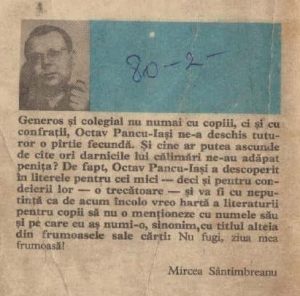 80-2-
Generos și colegial nu numai cu copiii, ci și cu
confrații, Octav Pancu-Iași ne-a deschis tutu-
ror o pîrtie fecundă. Și cine ar putea ascunde
de cite ori darnicile lui călimări ne-au adăpat
penița? De fapt, Octav Pancu-Iași a descoperit
în literele pentru cei mici — deci și pentru con-
deierii lor — o trecătoare — și va fi cu nepu-
tință ca de acum încolo vreo hartă a literaturii
pentru copii să nu o menționeze cu numele său
și pe care eu aș numi-o, sinonim, cu titlul alteia
din frumoasele sale cărți: Nu fugi, ziua mea
frumoasă!
Mircea Sântimbreanu